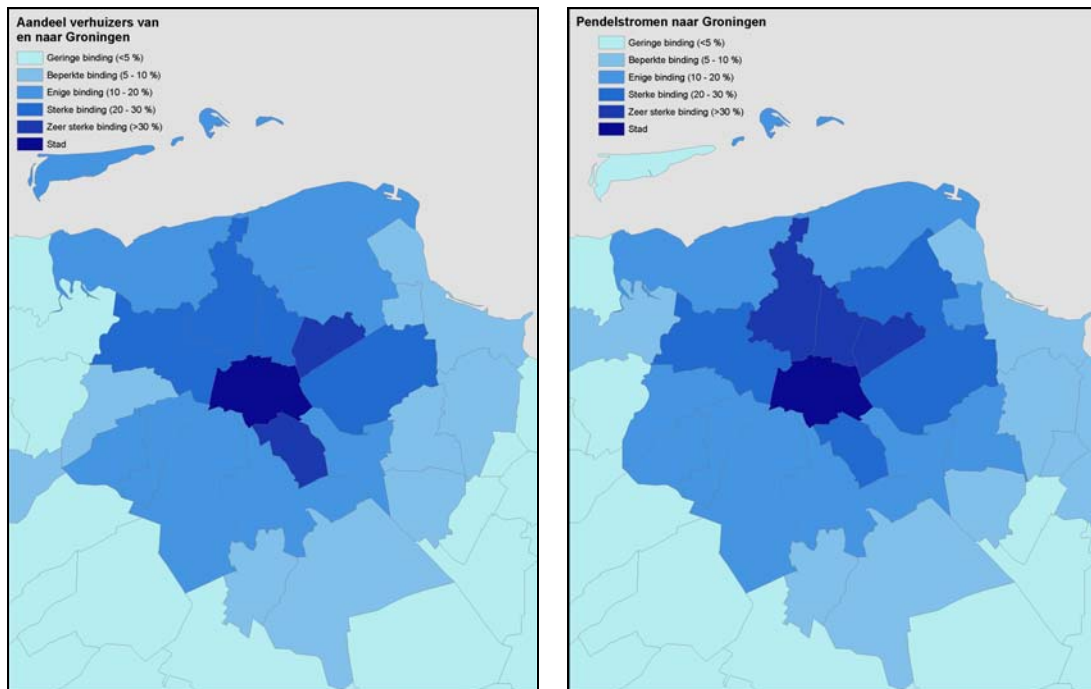 Aandeel verhuizers van
en naar Groningen
Geringe binding (<5 %)
Beperkte binding (5 - 10 %)
Enige binding (10 - 20 %)
Sterke binding (20 - 30 %)
Zeer sterke binding (>30 %)
Stad
Pendelstromen naar Groningen
Geringe binding (<5 %)
Beperkte binding (5 - 10 %)
Enige binding (10 - 20 %)
Sterke binding (20 - 30 %)
Zeer sterke binding (>30 %)
Stad